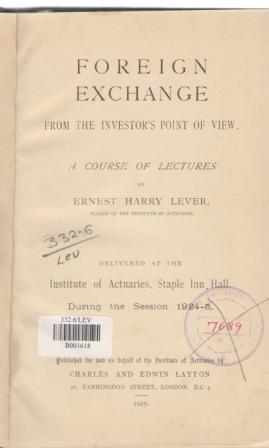 FOREIGN
EXCHANGE
FROM THE INVESTOR'S POINT OF VIEW.
A COURSE OF LECTURES
BY
ERNEST HARRY LEVER,
FELLOW OF THE INSTITUTE OF ACTUARIES.
332.6
LEV
DELIVERED AT THE
Institute of Actuaries, Staple Inn Hall,
During the Session 1924-5.
7689
332.6/LEV
B001618
Published for and on behalf of the Institute of Actuaries by
CHARLES AND EDWIN LAYTON
56, FARRINGDON STREET, LONDON E.C. 4
1925.